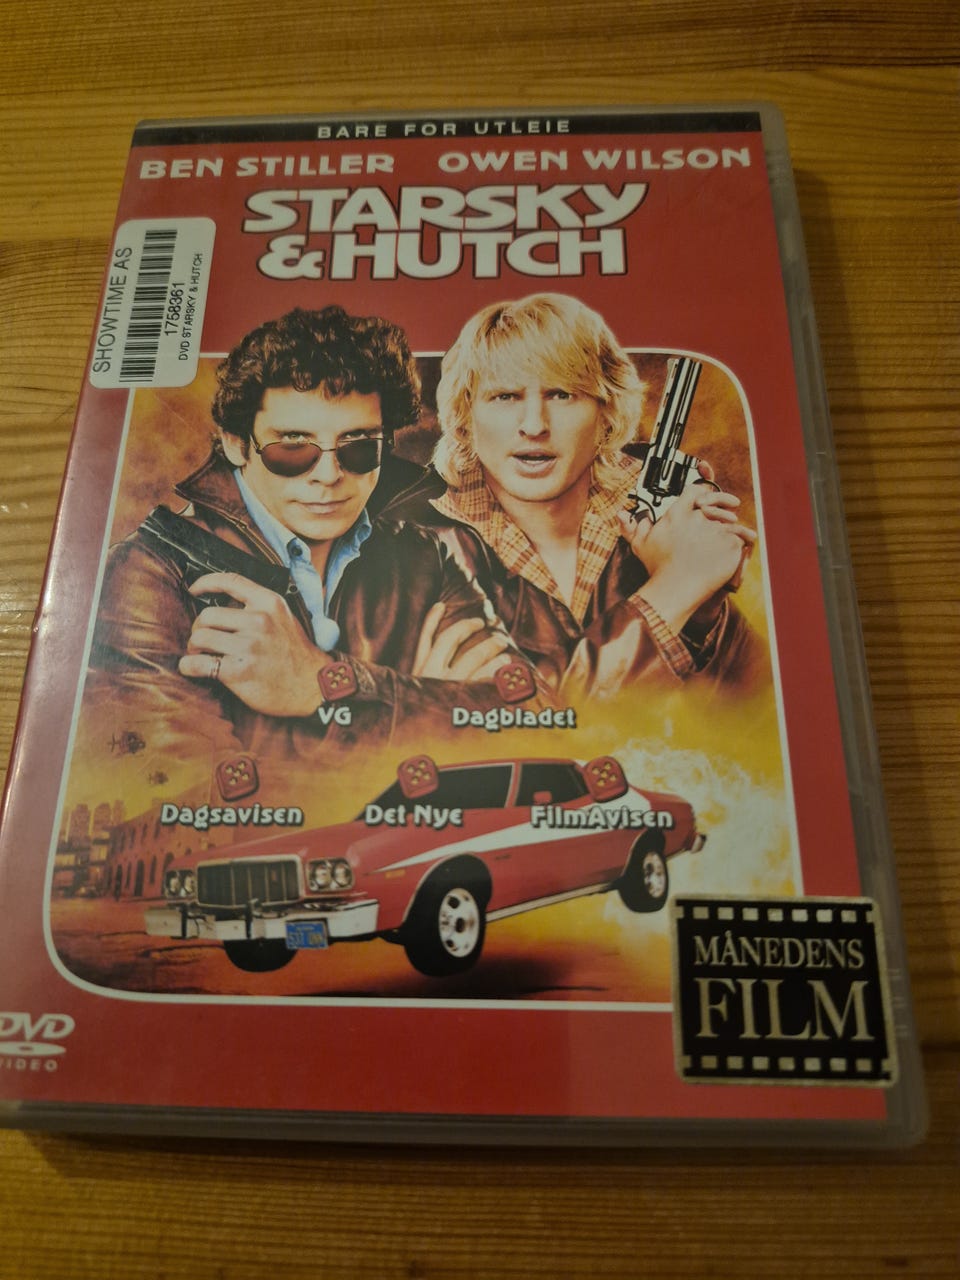 BARE FOR UTLEIE
BEN STILLER OWEN WILSON
STARSKY
& HUTCH
SHOWTIME AS
1758361
DVD STARSKY & HUTCH
VG
Dagbladet
Dagsavisen
Det Nye
FilmAvisen
MÅNEDENS
FILM
DVD
VIDEO